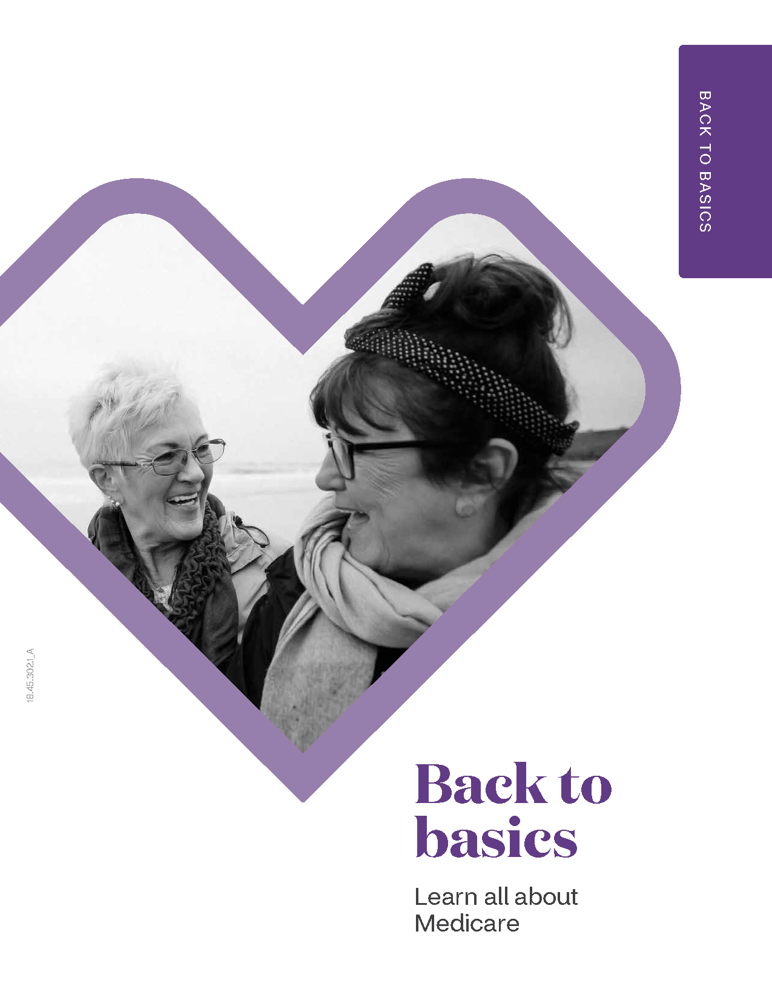 BACK TO BASICS
18.45.302.1_A
Back to
basics
Learn all about
Medicare